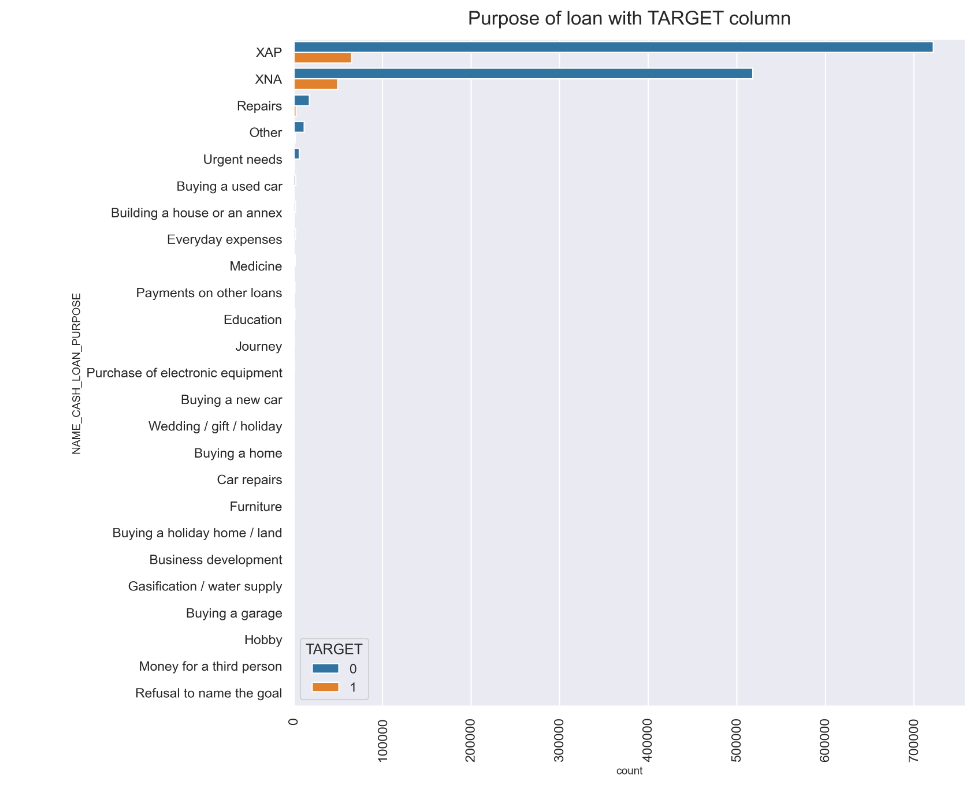 Purpose of loan with TARGET column
XAP
XNA
Repairs
Other
Urgent needs
Buying a used car
Building a house or an annex
Everyday expenses
Medicine
Payments on other loans
Education
Journey
Purchase of electronic equipment
Buying a new car
Wedding / gift / holiday
Buying a home
Car repairs
Furniture
Buying a holiday home / land
Business development
Gasification / water supply
Buying a garage
Hobby
Money for a third person
Refusal to name the goal
NAME_CASH_LOAN_PURPOSE
TARGET
0
1
0
100000
200000
300000
400000
500000
600000
700000
count